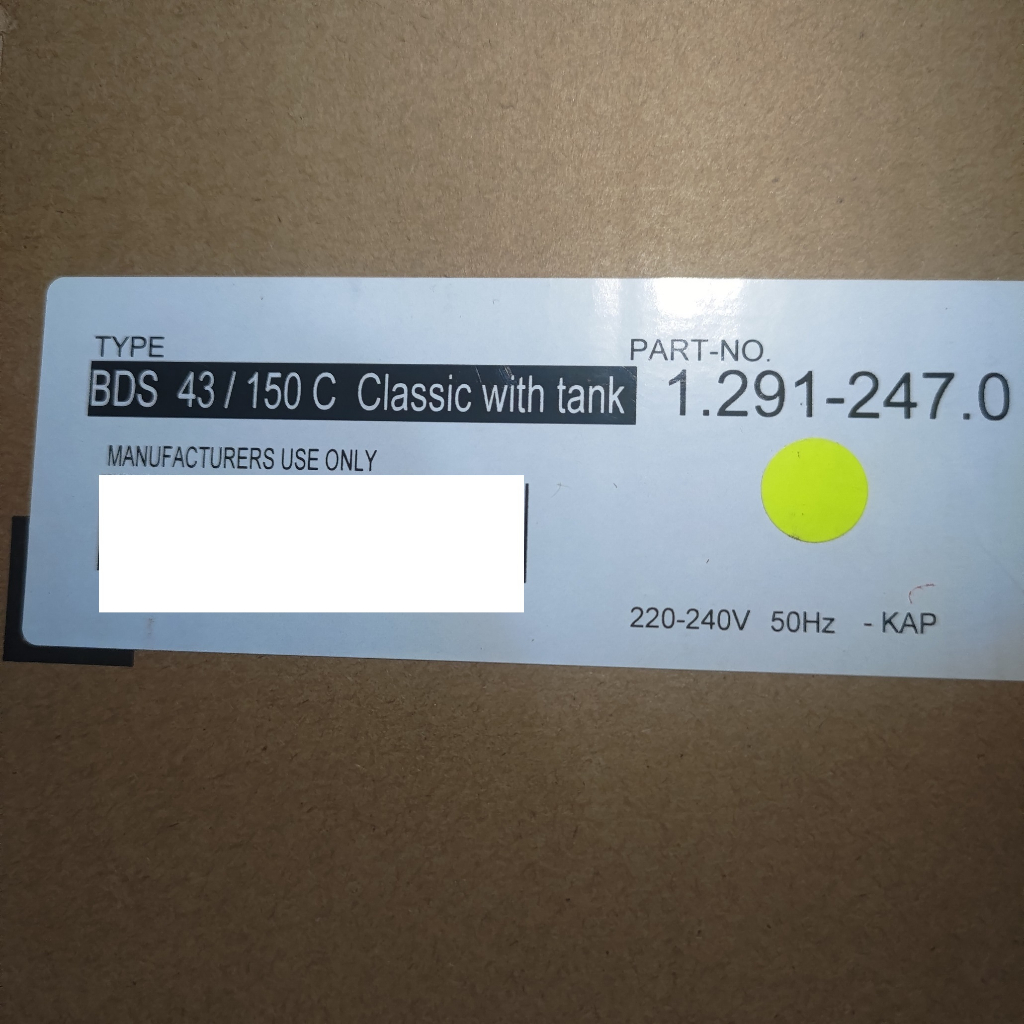 TYPE
BDS 43 / 150 C Classic with tank
PART-NO.
1.291-247.0
MANUFACTURERS USE ONLY
220-240V 50Hz - KAP